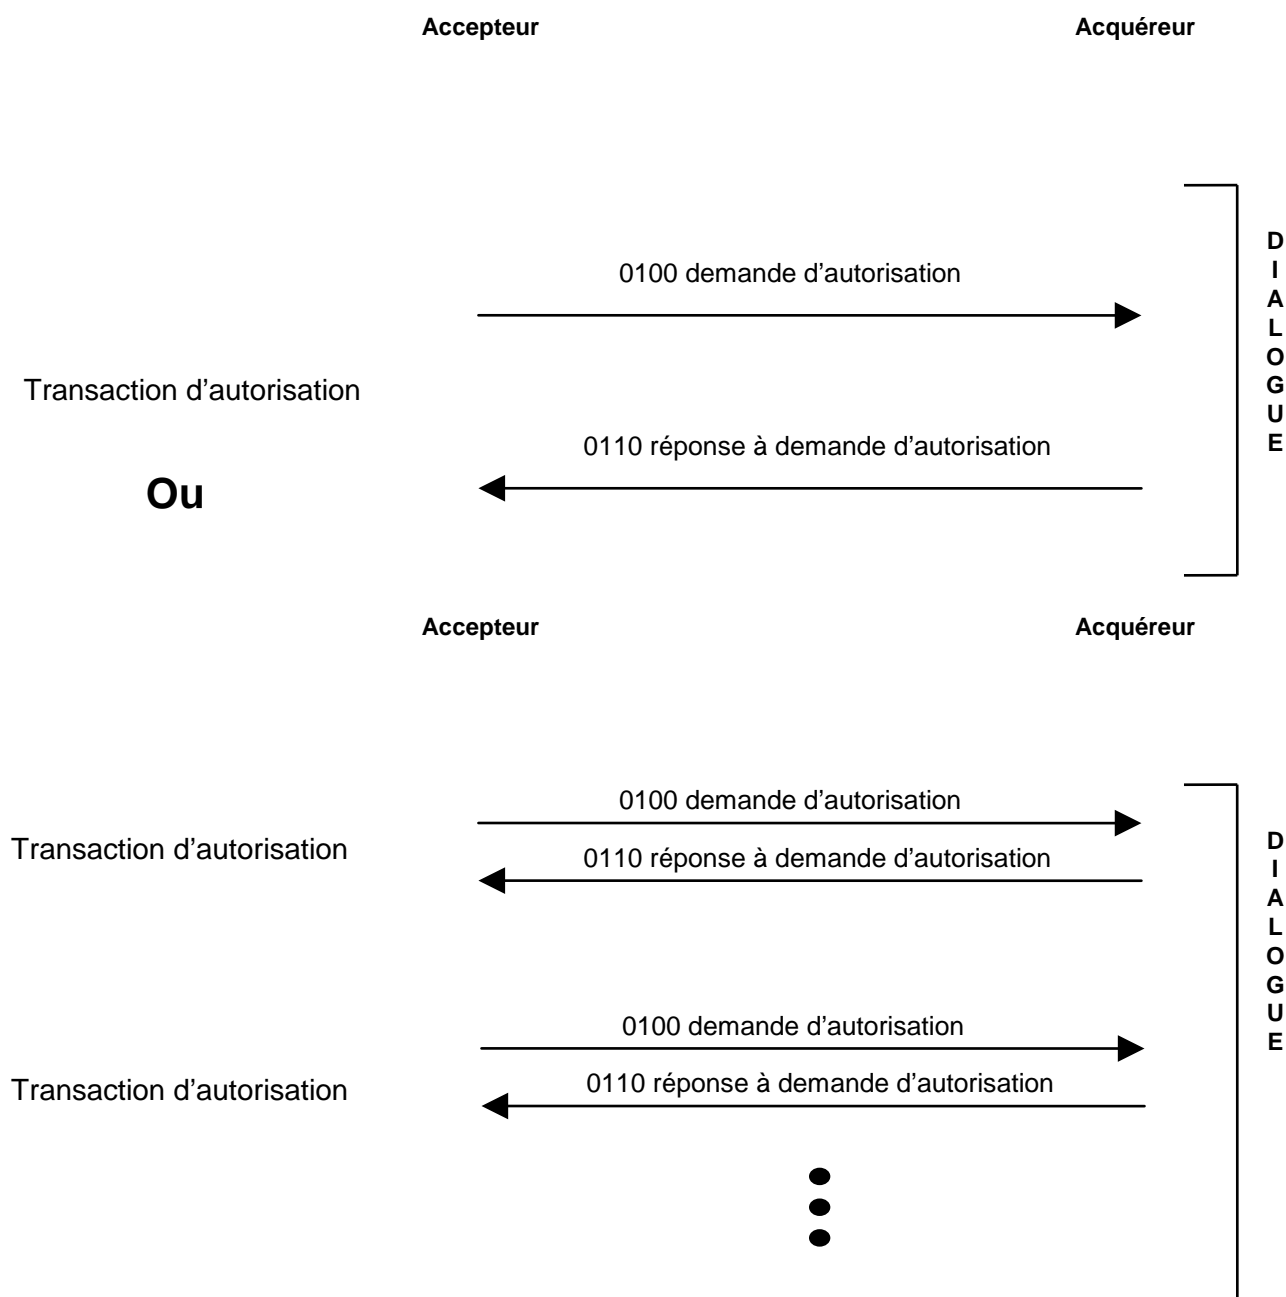 Accepteur Acquéreur
0100 demande d’autorisation
Transaction d’autorisation
0110 réponse à demande d’autorisation
Ou
D
I
A
L
O
G
U
E
Accepteur Acquéreur
0100 demande d’autorisation
Transaction d’autorisation
0110 réponse à demande d’autorisation
0100 demande d’autorisation
Transaction d’autorisation
0110 réponse à demande d’autorisation
D
I
A
L
O
G
U
E